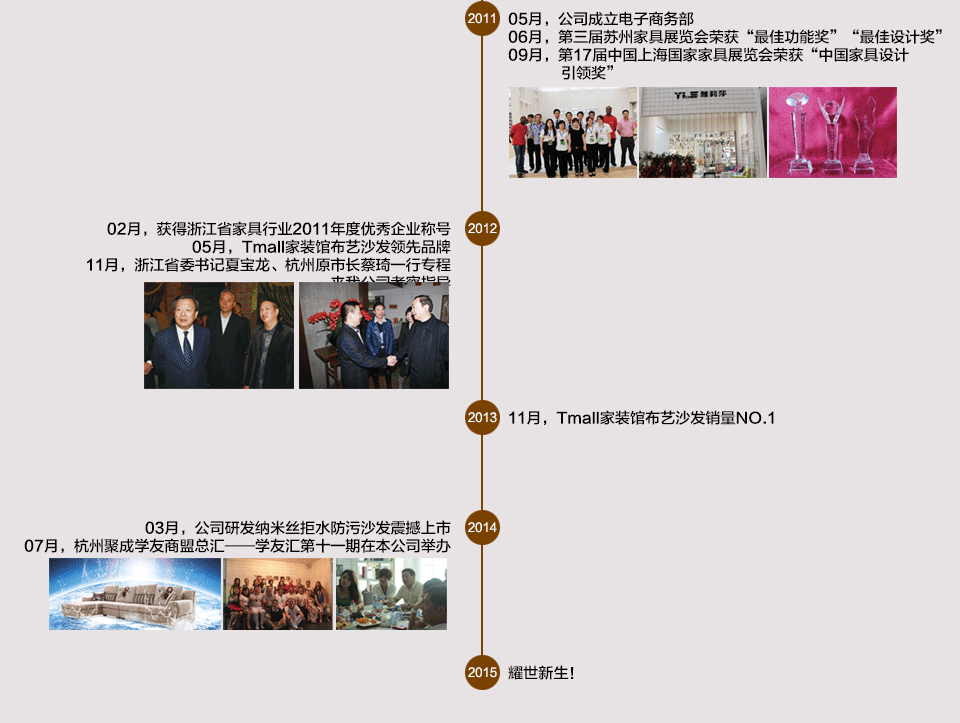 2011
05月，公司成立电子商务部
06月，第三届苏州家具展览会荣获“最佳功能奖”“最佳设计奖”
09月，第17届中国上海国家家具展览会荣获“中国家具设计
引领奖”
YLS雅莉莎
2012
02月，获得浙江省家具行业2011年度优秀企业称号
05月，Tmall家装馆布艺沙发领先品牌
11月，浙江省委书记夏宝龙、杭州原市长蔡琦一行专程
来我公司考察指导
2013
11月，Tmall家装馆布艺沙发销量NO.1
2014
03月，公司研发纳米丝拒水防污沙发震撼上市
07月，杭州聚成学友商盟总汇——学友汇第十一期在本公司举办
2015
耀世新生！